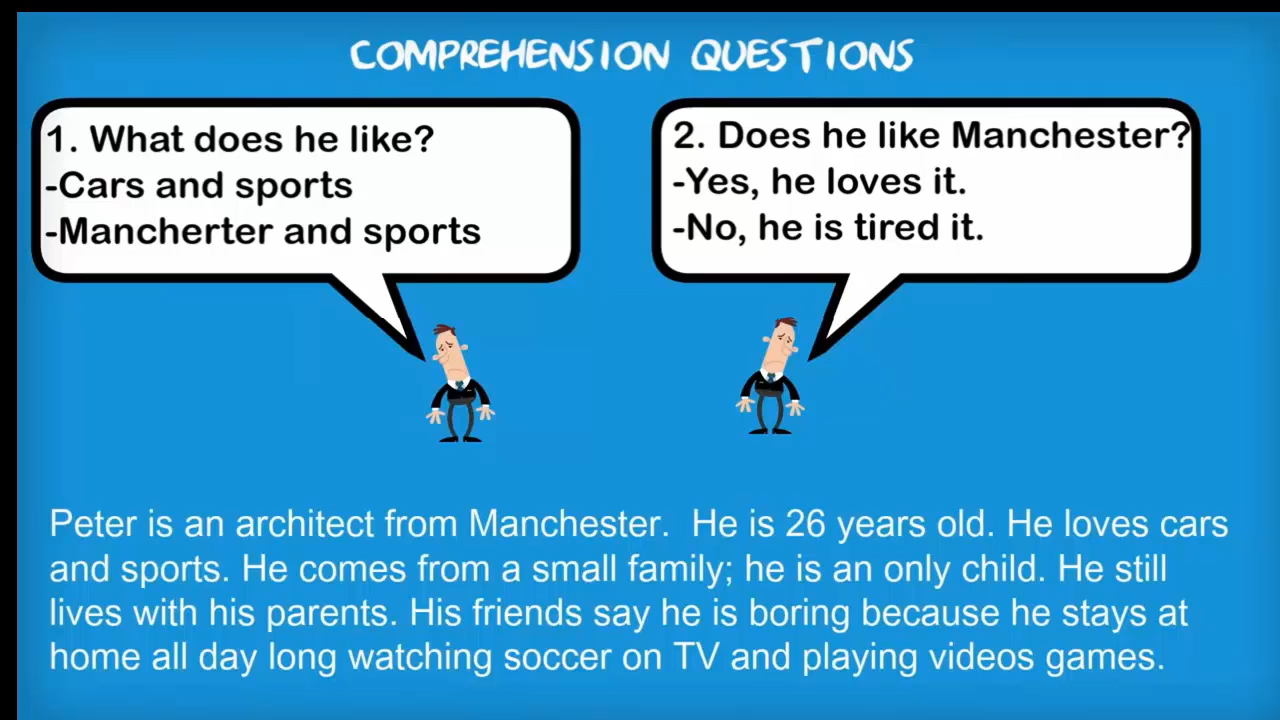 COMPREHENSION QUESTIONS
1. What does he like?
-Cars and sports
-Mancherter and sports
2. Does he like Manchester?
-Yes, he loves it.
-No, he is tired it.
Peter is an architect from Manchester.  He is 26 years old. He loves cars
and sports. He comes from a small family; he is an only child. He still
lives with his parents. His friends say he is boring because he stays at
home all day long watching soccer on TV and playing videos games.